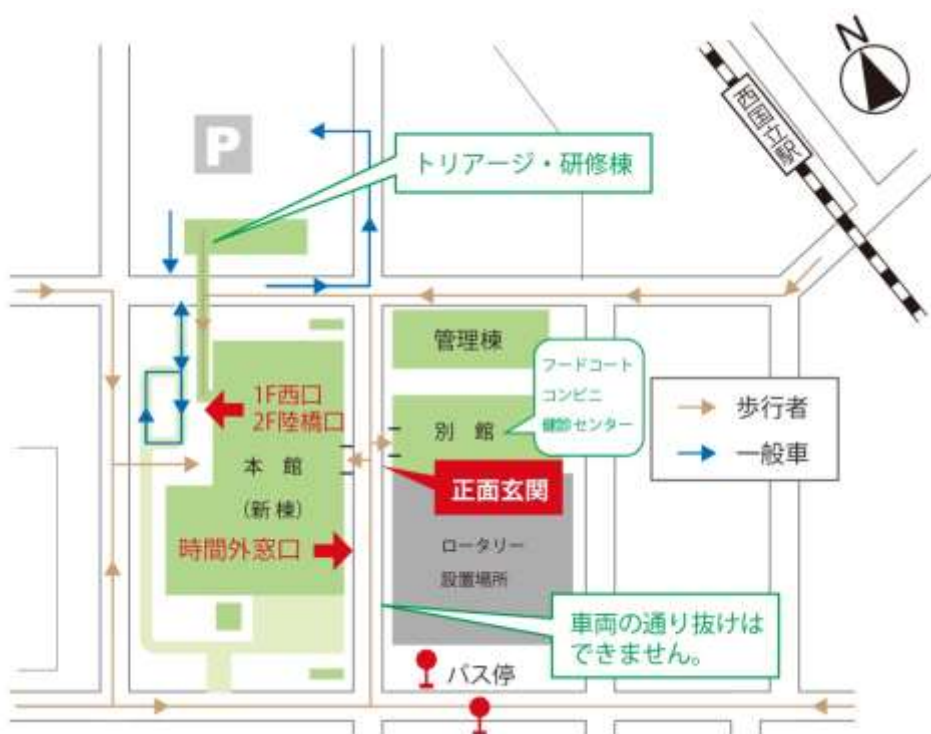 N
西国立駅
P
トリアージ・研修棟
管理棟
フードコート
コンビニ
健診センター
歩行者
一般車
1F西口
2F陸橋口
別 館
本 館
(新棟)
正面玄関
時間外窓口
ロータリー
設置場所
車両の通り抜けは
できません。
バス停